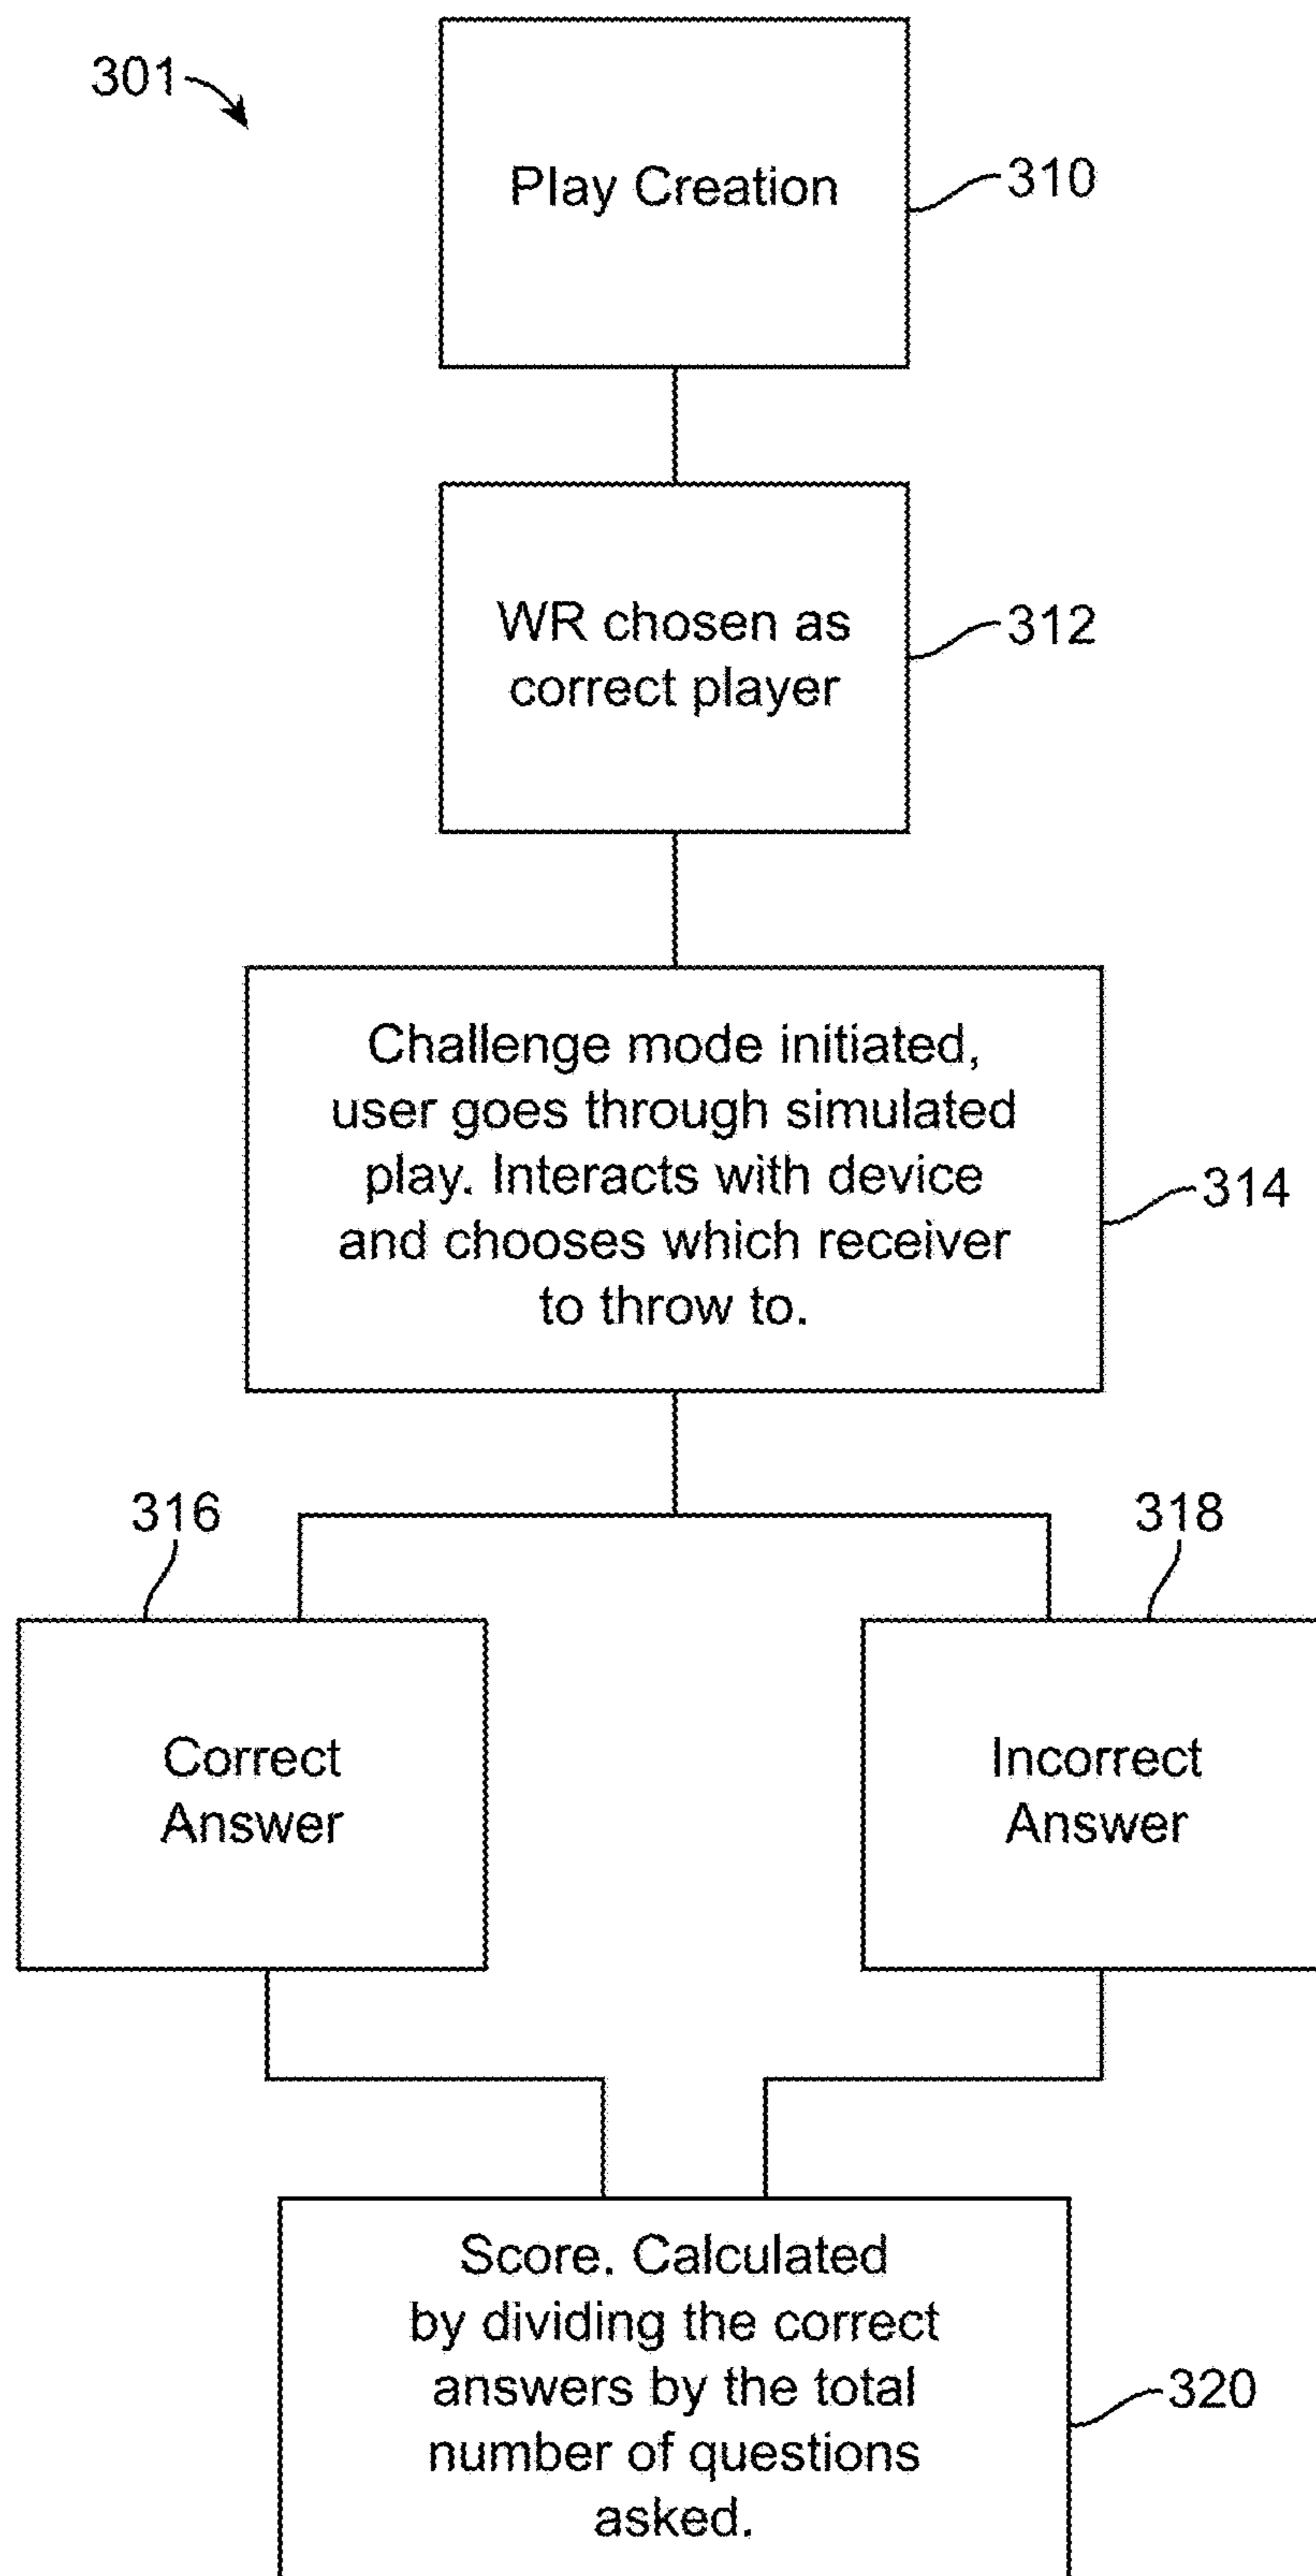 301
Play Creation
310
WR chosen as
correct player
312
Challenge mode initiated,
user goes through simulated
play. Interacts with device
and chooses which receiver
to throw to.
314
316
318
Correct
Answer
Incorrect
Answer
Score. Calculated
by dividing the correct
answers by the total
number of questions
asked.
320